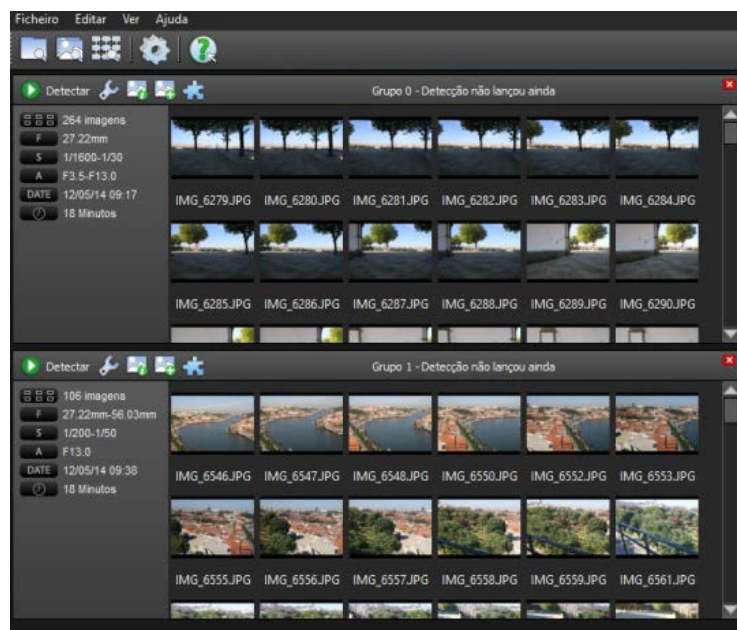 Ficheiro Editar Ver Ajuda
Detectar Grupo 0 - Detecção não lançou ainda
264 imagens
F 27.22mm
S 1/1600-1/30
A F3.5-F13.0
DATE 12/05/14 09:17
18 Minutos
IMG_6279.JPG IMG_6280.JPG IMG_6281.JPG IMG_6282.JPG IMG_6283.JPG IMG_6284.JPG
IMG_6285.JPG IMG_6286.JPG IMG_6287.JPG IMG_6288.JPG IMG_6289.JPG IMG_6290.JPG
Detectar Grupo 1 - Detecção não lançou ainda
106 imagens
F 27.22mm-56.03mm
S 1/200-1/50
A F13.0
DATE 12/05/14 09:38
18 Minutos
IMG_6546.JPG IMG_6547.JPG IMG_6548.JPG IMG_6550.JPG IMG_6552.JPG IMG_6553.JPG
IMG_6555.JPG IMG_6556.JPG IMG_6557.JPG IMG_6558.JPG IMG_6559.JPG IMG_6561.JPG